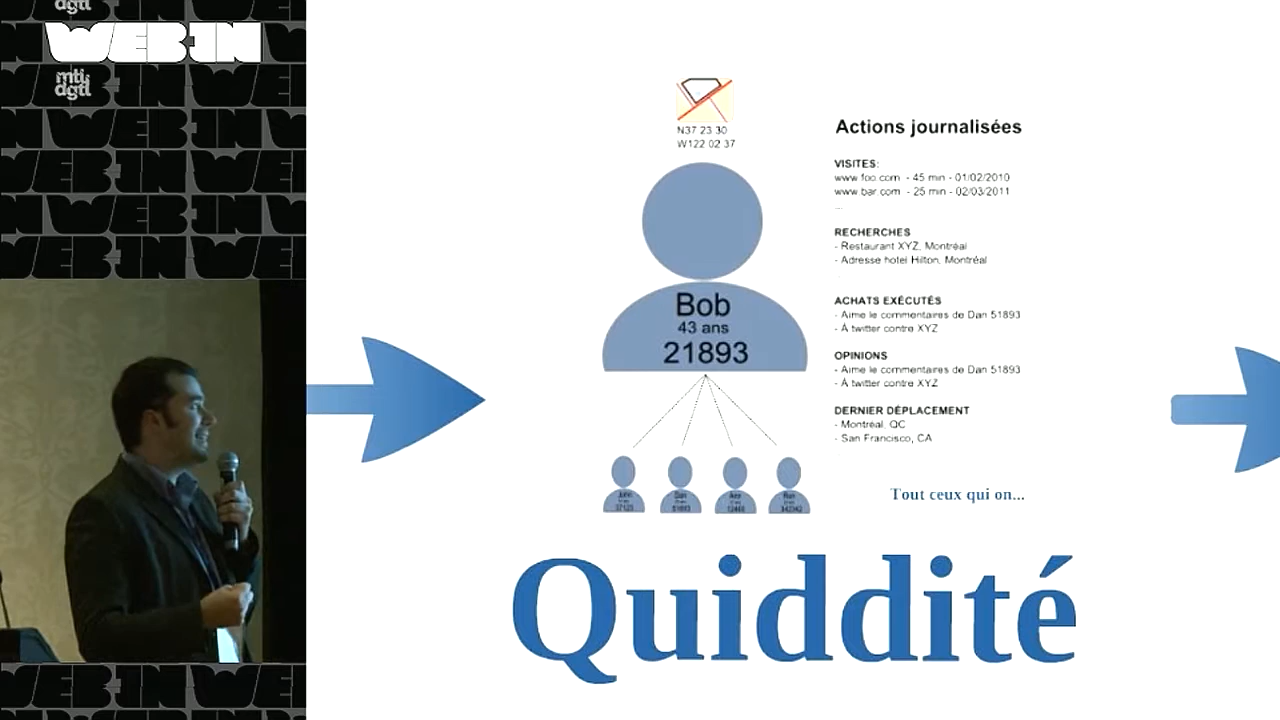 WEB IN
mtl
dgtl
N37 23 30
W122 02 37
Bob
43 ans
21893
Actions journalisées
VISITES:
www foo com - 45 min - 01/02/2010
www bar com - 25 min - 02/03/2011
...
RECHERCHES
- Restaurant XYZ, Montréal
- Adresse hotel Hilton, Montréal
ACHATS EXÉCUTÉS
- Aime le commentaires de Dan 51893
- À twitter contre XYZ
OPINIONS
- Aime le commentaires de Dan 51893
- À twitter contre XYZ
DERNIER DÉPLACEMENT
- Montréal, QC
- San Francisco, CA
Tout ceux qui on...
Quiddité